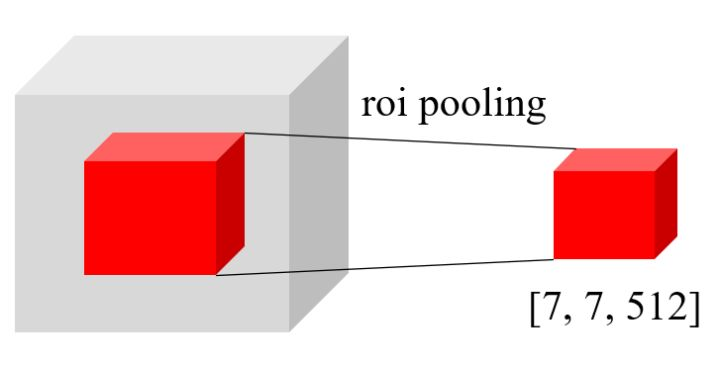 roi pooling
[7, 7, 512]